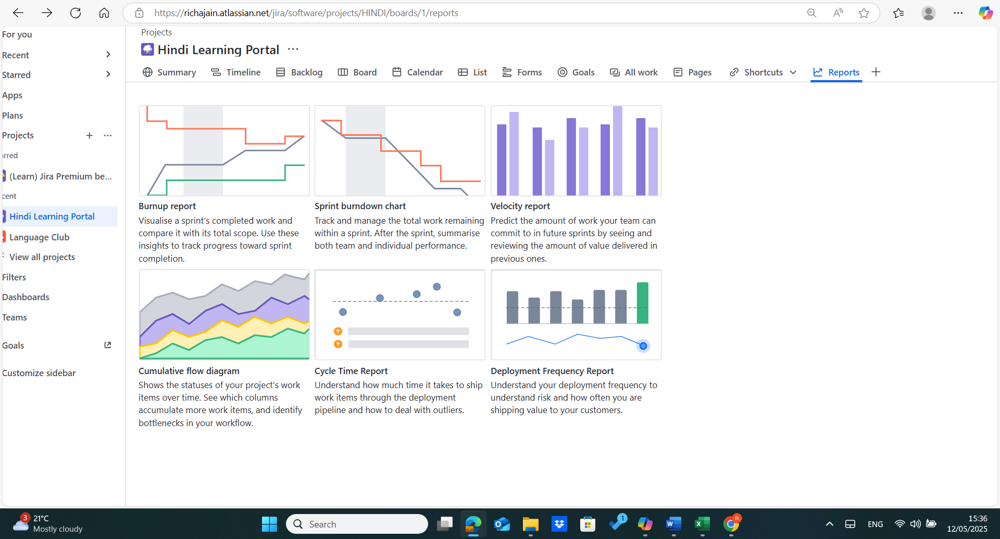 https://richajain.atlassian.net/jira/software/projects/HINDI/boards/1/reports
For you
Recent
Starred
Apps
Plans
Projects
rred
(Learn) Jira Premium be...
cent
Hindi Learning Portal
Language Club
View all projects
Filters
Dashboards
Teams
Goals
Customize sidebar
Projects
Hindi Learning Portal
Summary Timeline Backlog Board Calendar List Forms Goals All work Pages Shortcuts Reports
Burnup report
Visualise a sprint's completed work and
compare it with its total scope. Use these
insights to track progress toward sprint
completion.
Sprint burndown chart
Track and manage the total work remaining
within a sprint. After the sprint, summarise
both team and individual performance.
Velocity report
Predict the amount of work your team can
commit to in future sprints by seeing and
reviewing the amount of value delivered in
previous ones.
Cumulative flow diagram
Shows the statuses of your project's work
items over time. See which columns
accumulate more work items, and identify
bottlenecks in your workflow.
Cycle Time Report
Understand how much time it takes to ship
work items through the deployment
pipeline and how to deal with outliers.
Deployment Frequency Report
Understand your deployment frequency to
understand risk and how often you are
shipping value to your customers.
3
21°C
Mostly cloudy
Search
1
R
ENG
15:36
12/05/2025